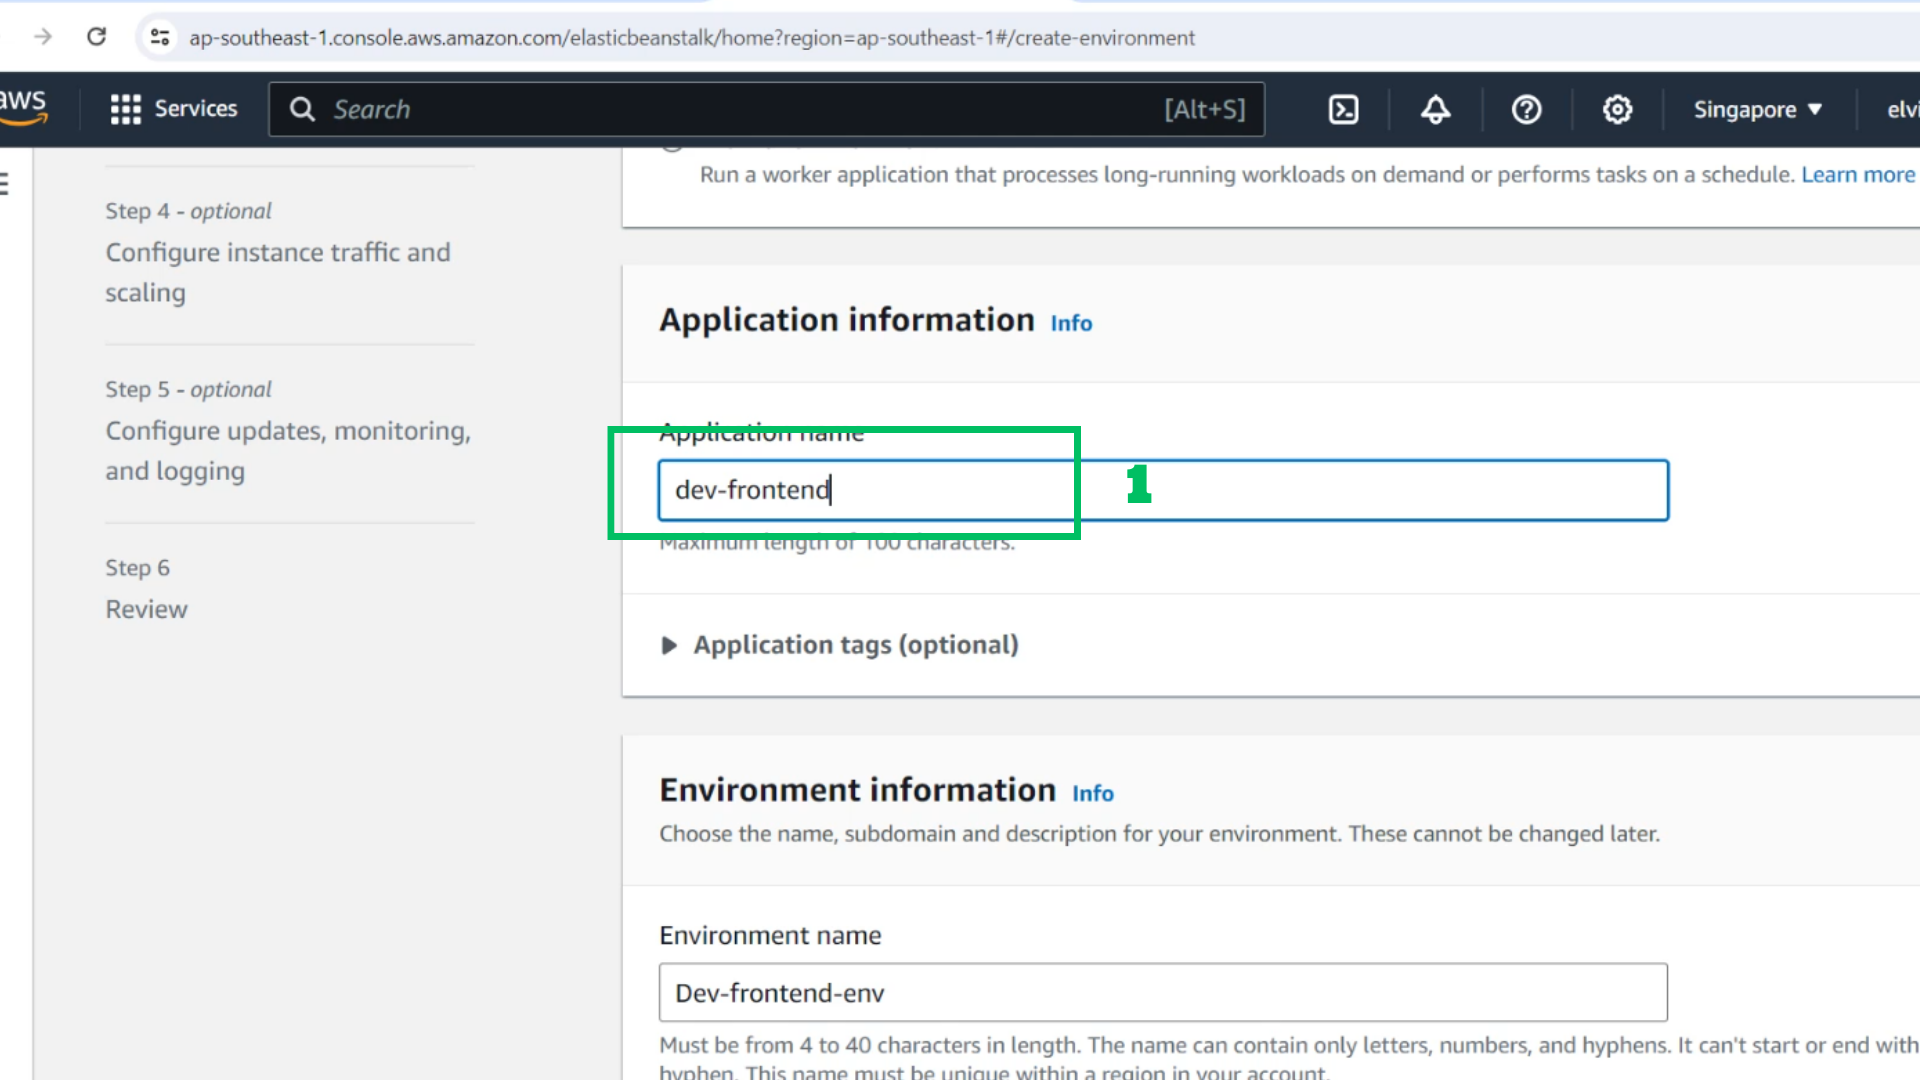 ap-southeast-1.console.aws.amazon.com/elasticbeanstalk/home?region=ap-southeast-1#/create-environment
aws
Services
Search
[Alt+S]
Singapore
elvi
Run a worker application that processes long-running workloads on demand or performs tasks on a schedule. Learn more
Step 4 - optional
Configure instance traffic and
scaling
Step 5 - optional
Configure updates, monitoring,
and logging
Step 6
Review
Application information Info
Application name
dev-frontend
1
Maximum length of 100 characters.
Application tags (optional)
Environment information Info
Choose the name, subdomain and description for your environment. These cannot be changed later.
Environment name
Dev-frontend-env
Must be from 4 to 40 characters in length. The name can contain only letters, numbers, and hyphens. It can't start or end with
hyphen. This name must be unique within a region in your account.